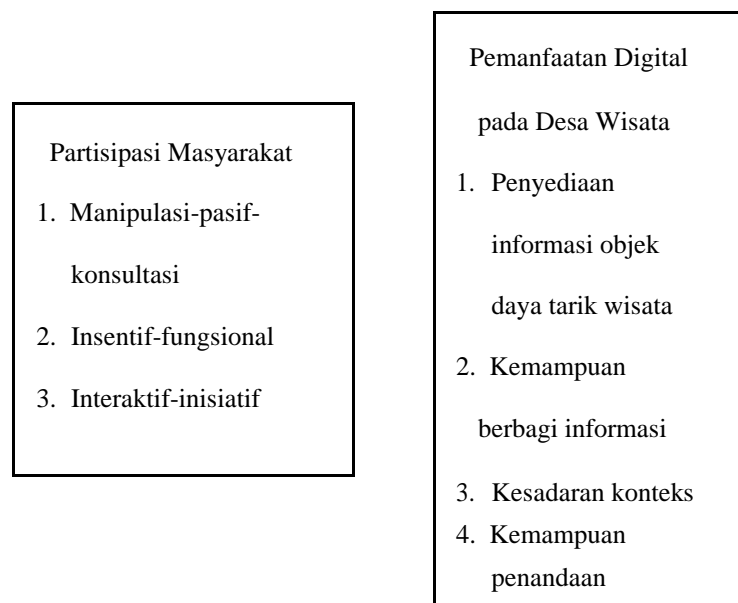 Partisipasi Masyarakat
1. Manipulasi-pasif-
konsultasi
2. Insentif-fungsional
3. Interaktif-inisiatif
Pemanfaatan Digital
pada Desa Wisata
1. Penyediaan
informasi objek
daya tarik wisata
2. Kemampuan
berbagi informasi
3. Kesadaran konteks
4. Kemampuan
penandaan